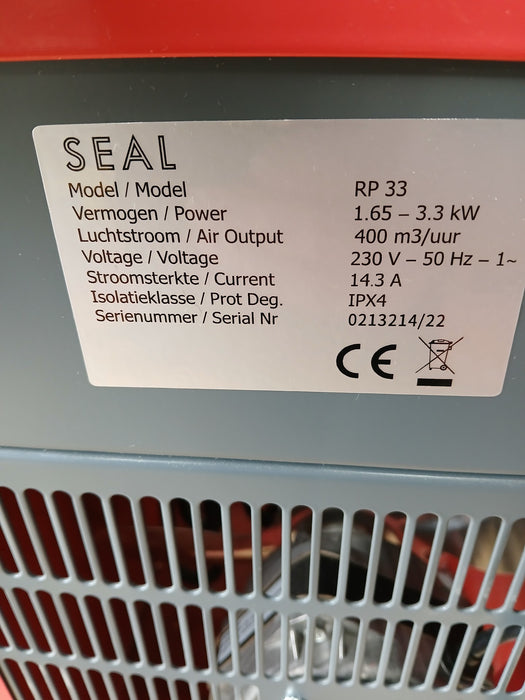 SEAL
Model / Model RP 33
Vermogen / Power 1.65 – 3.3 kW
Luchtstroom / Air Output 400 m3/uur
Voltage / Voltage 230 V – 50 Hz – 1~
Stroomsterkte / Current 14.3 A
Isolatieklasse / Prot Deg. IPX4
Serienummer / Serial Nr 0213214/22
CE